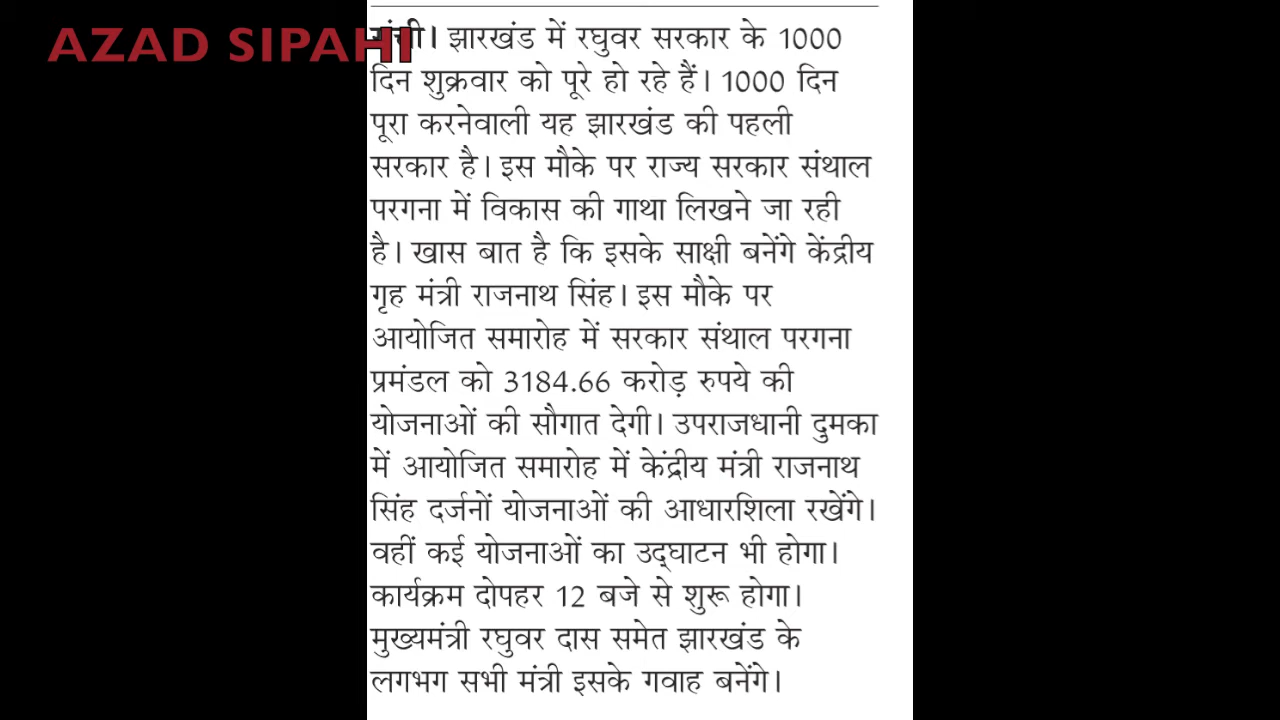 AZAD SIPAHI
रांची। झारखंड में रघुवर सरकार के 1000
दिन शुक्रवार को पूरे हो रहे हैं। 1000 दिन
पूरा करनेवाली यह झारखंड की पहली
सरकार है। इस मौके पर राज्य सरकार संथाल
परगना में विकास की गाथा लिखने जा रही
है। खास बात है कि इसके साक्षी बनेंगे केंद्रीय
गृह मंत्री राजनाथ सिंह। इस मौके पर
आयोजित समारोह में सरकार संथाल परगना
प्रमंडल को 3184.66 करोड़ रुपये की
योजनाओं की सौगात देगी। उपराजधानी दुमका
में आयोजित समारोह में केंद्रीय मंत्री राजनाथ
सिंह दर्जनों योजनाओं की आधारशिला रखेंगे।
वहीं कई योजनाओं का उद्‌घाटन भी होगा।
कार्यक्रम दोपहर 12 बजे से शुरू होगा।
मुख्यमंत्री रघुवर दास समेत झारखंड के
लगभग सभी मंत्री इसके गवाह बनेंगे।